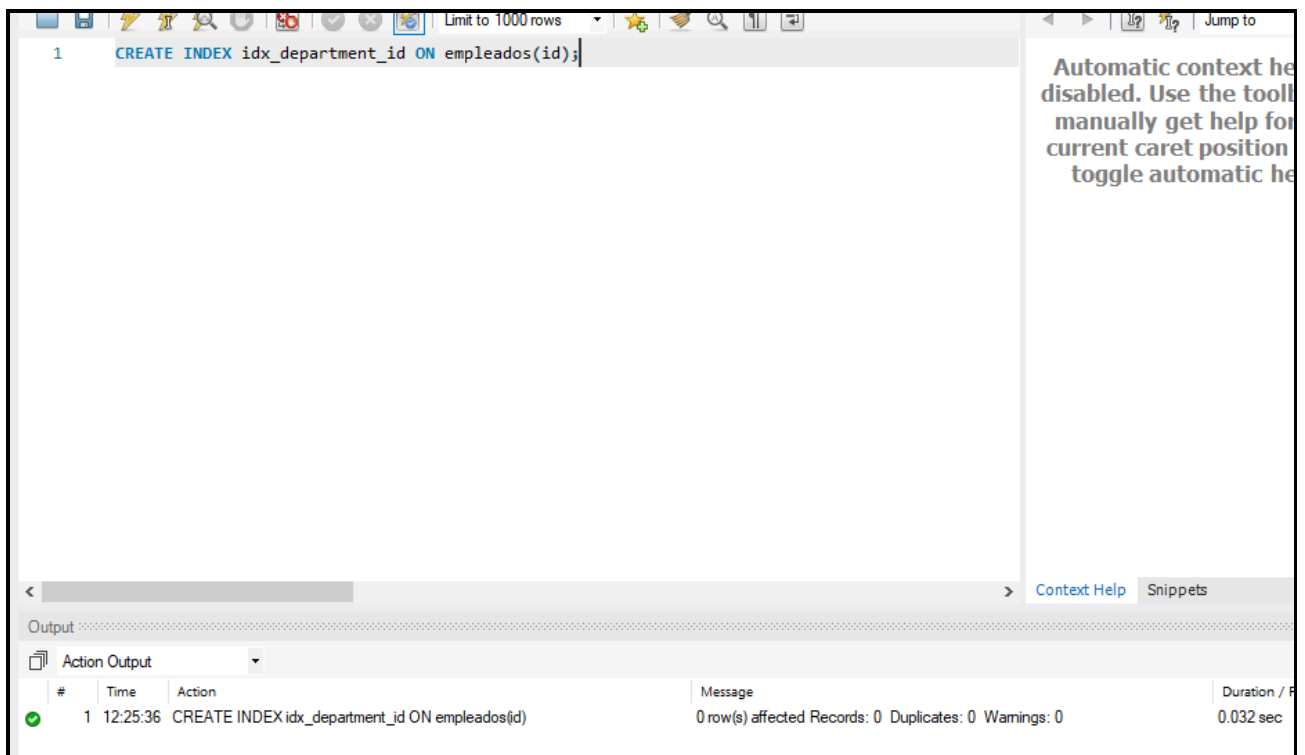 Limit to 1000 rows
Jump to
1 CREATE INDEX idx_department_id ON empleados(id);
Automatic context he
disabled. Use the toolb
manually get help for
current caret position
toggle automatic he
Context Help Snippets
Output
Action Output
# Time Action Message Duration / F
1 12:25:36 CREATE INDEX idx_department_id ON empleados(id) 0 row(s) affected Records: 0 Duplicates: 0 Warnings: 0 0.032 sec